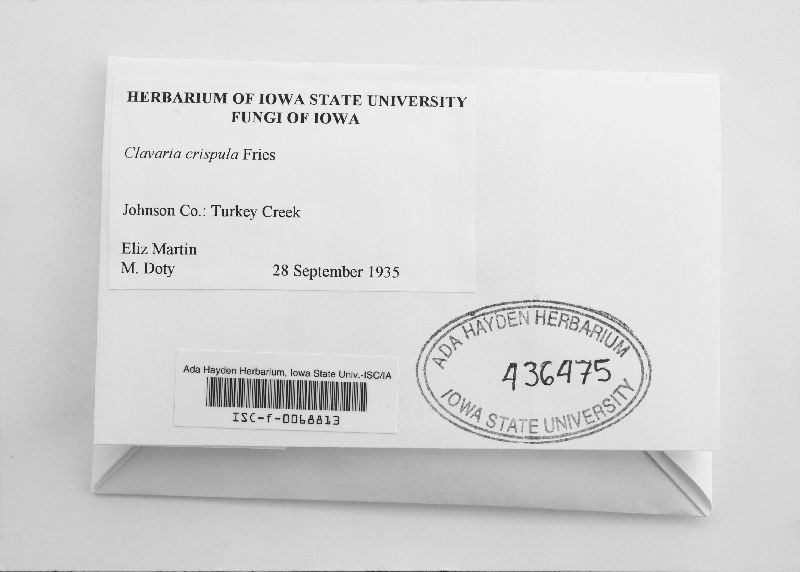 HERBARIUM OF IOWA STATE UNIVERSITY
FUNGI OF IOWA
Clavaria crispula Fries
Johnson Co.: Turkey Creek
Eliz Martin
M. Doty 28 September 1935
ADA HAYDEN HERBARIUM
436475
IOWA STATE UNIVERSITY
Ada Hayden Herbarium, Iowa State Univ.-ISC/IA
ISC-f-0068813